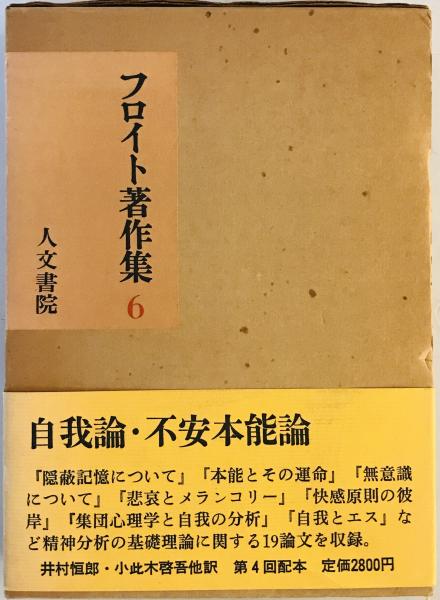 フロイト著作集 6
人文書院
自我論・不安本能論
『隠蔽記憶について』『本能とその運命』『無意識
について』『悲哀とメランコリー』『快感原則の彼
岸』『集団心理学と自我の分析』『自我とエス』な
ど精神分析の基礎理論に関する19論文を収録。
井村恒郎・小此木啓吾他訳 第4回配本 定価2800円